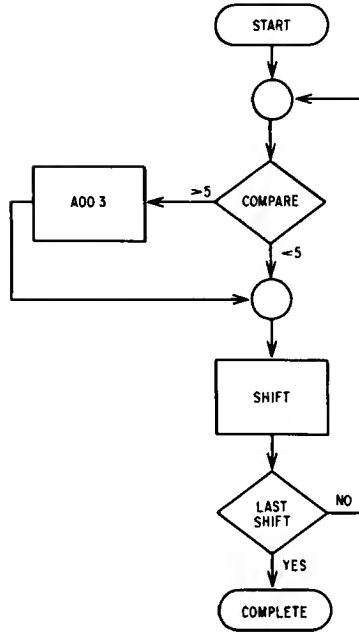 START
COMPARE
>5
ADD 3
<5
SHIFT
LAST
SHIFT
NO
YES
COMPLETE